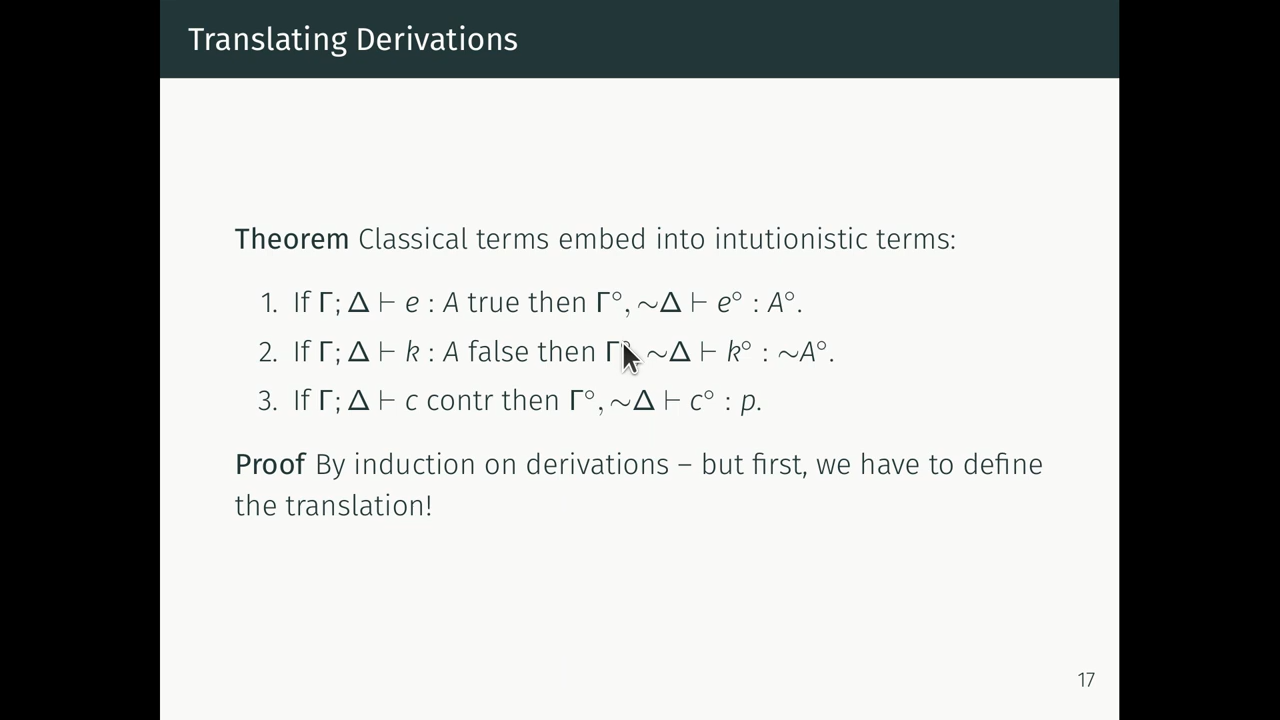 Translating Derivations
Theorem Classical terms embed into intutionistic terms:
1. If Γ; Δ ⊢ e : A true then Γ°, ∼Δ ⊢ e° : A°.
2. If Γ; Δ ⊢ k : A false then Γ°, ∼Δ ⊢ k° : ∼A°.
3. If Γ; Δ ⊢ c contr then Γ°, ∼Δ ⊢ c° : p.
Proof By induction on derivations – but first, we have to define
the translation!
17